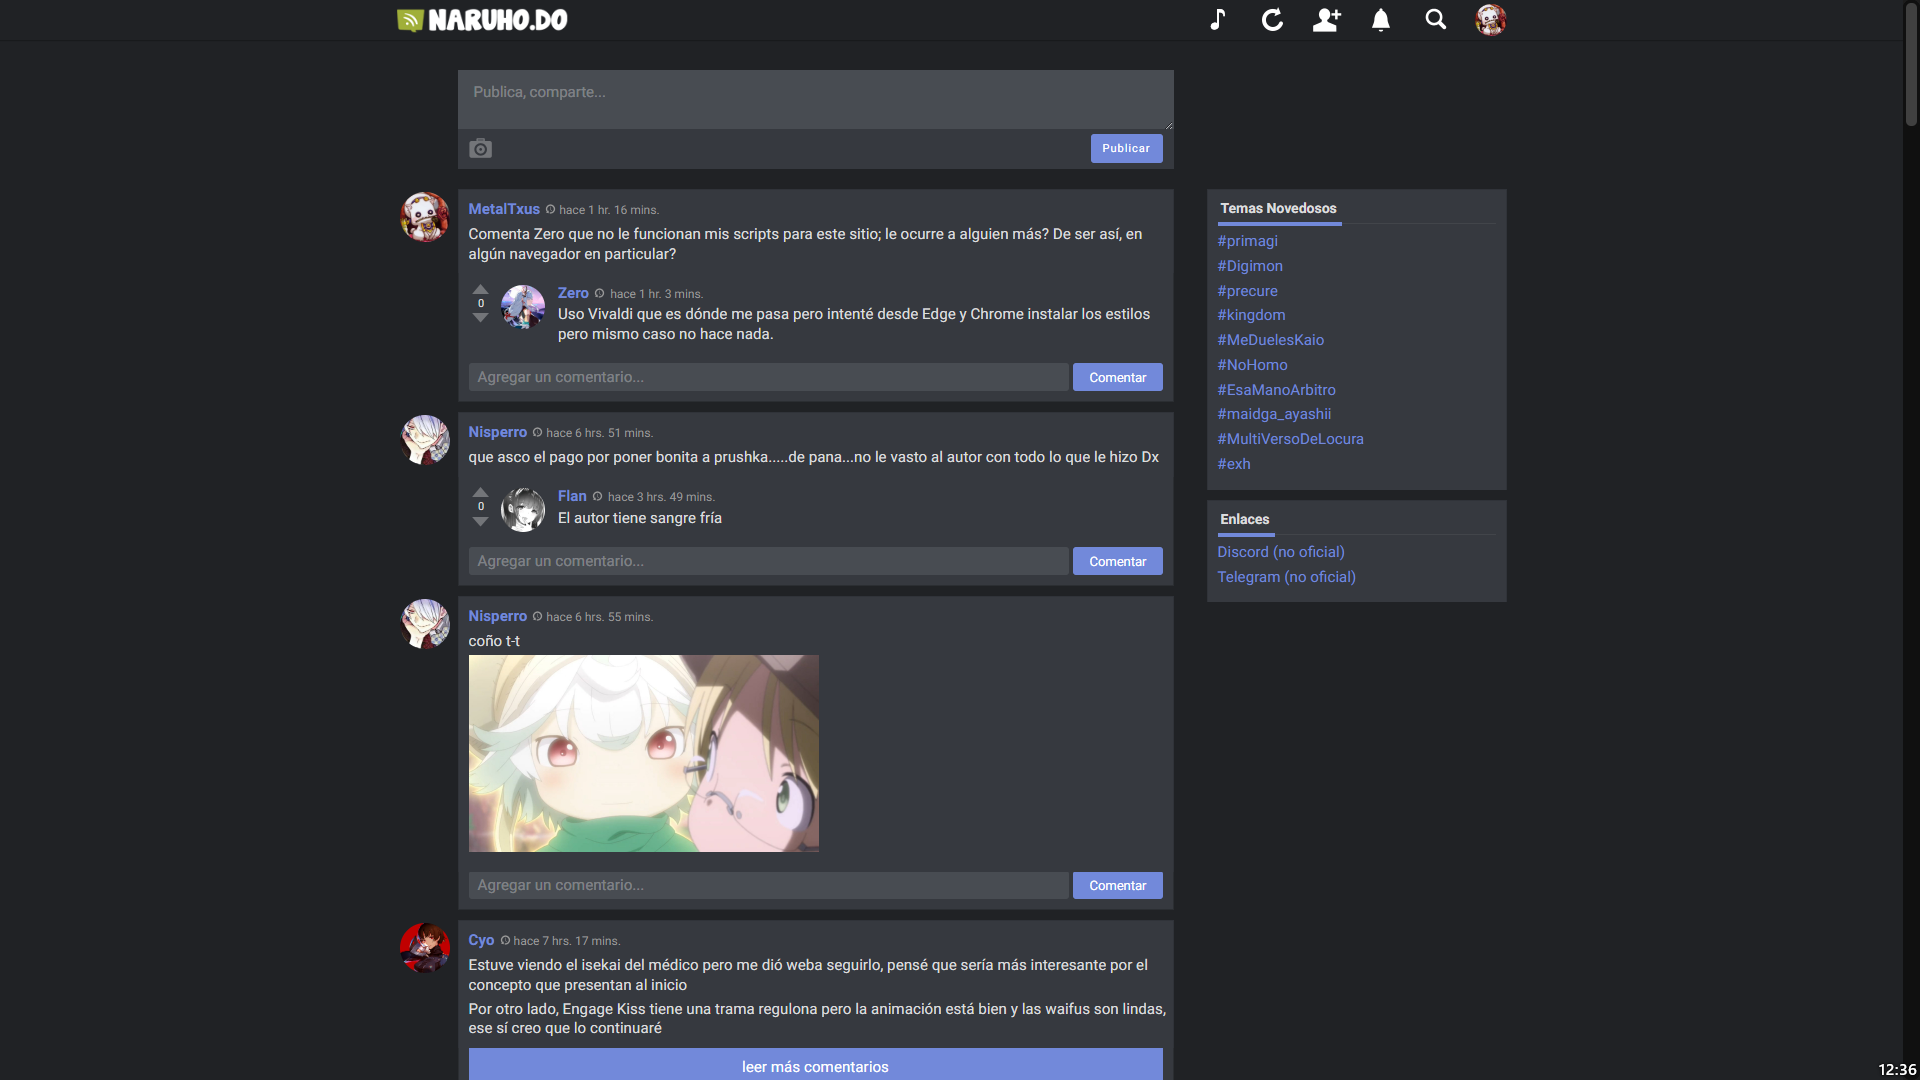 NARUHO.DO
Publica, comparte...
Publicar
MetalTxus hace 1 hr. 16 mins.
Comenta Zero que no le funcionan mis scripts para este sitio; le ocurre a alguien más? De ser así, en
algún navegador en particular?
0
Zero hace 1 hr. 3 mins.
Uso Vivaldi que es dónde me pasa pero intenté desde Edge y Chrome instalar los estilos
pero mismo caso no hace nada.
Agregar un comentario...
Comentar
Nisperro hace 6 hrs. 51 mins.
que asco el pago por poner bonita a prushka.....de pana...no le vasto al autor con todo lo que le hizo Dx
0
Flan hace 3 hrs. 49 mins.
El autor tiene sangre fría
Agregar un comentario...
Comentar
Nisperro hace 6 hrs. 55 mins.
coño t-t
Agregar un comentario...
Comentar
Cyo hace 7 hrs. 17 mins.
Estuve viendo el isekai del médico pero me dió weba seguirlo, pensé que sería más interesante por el
concepto que presentan al inicio
Por otro lado, Engage Kiss tiene una trama regulona pero la animación está bien y las waifus son lindas,
ese sí creo que lo continuaré
leer más comentarios
Temas Novedosos
#primagi
#Digimon
#precure
#kingdom
#MeDuelesKaio
#NoHomo
#EsaManoArbitro
#maidga_ayashii
#MultiVersoDeLocura
#exh
Enlaces
Discord (no oficial)
Telegram (no oficial)
12:36